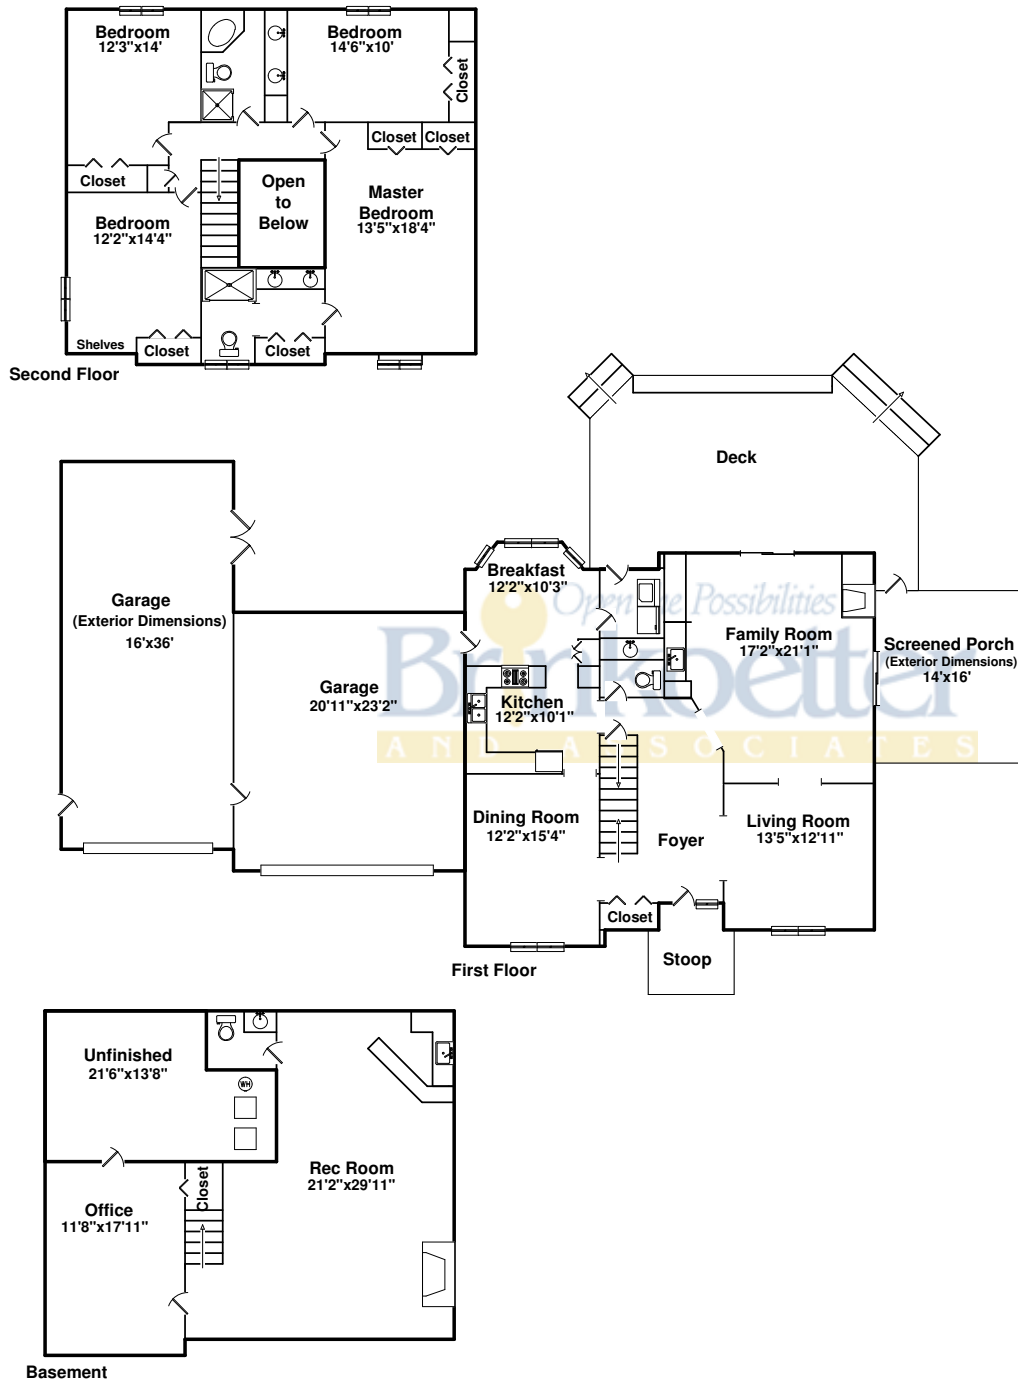 Bedroom
12'3"x14'
Bedroom
14'6"x10'
Closet
Closet
Closet
Closet
Open
to
Below
Master
Bedroom
13'5"x18'4"
Bedroom
12'2"x14'4"
Shelves
Closet
Closet
Second Floor
Deck
Garage
(Exterior Dimensions)
16'x36'
Breakfast
12'2"x10'3"
Open the Possibilities
Family Room
17'2"x21'1"
Screened Porch
(Exterior Dimensions)
14'x16'
Brinkoetter
AND ASSOCIATES
Garage
20'11"x23'2"
Kitchen
12'2"x10'1"
Dining Room
12'2"x15'4"
Foyer
Living Room
13'5"x12'11"
Closet
Stoop
First Floor
Unfinished
21'6"x13'8"
WH
Rec Room
21'2"x29'11"
Closet
Office
11'8"x17'11"
Basement